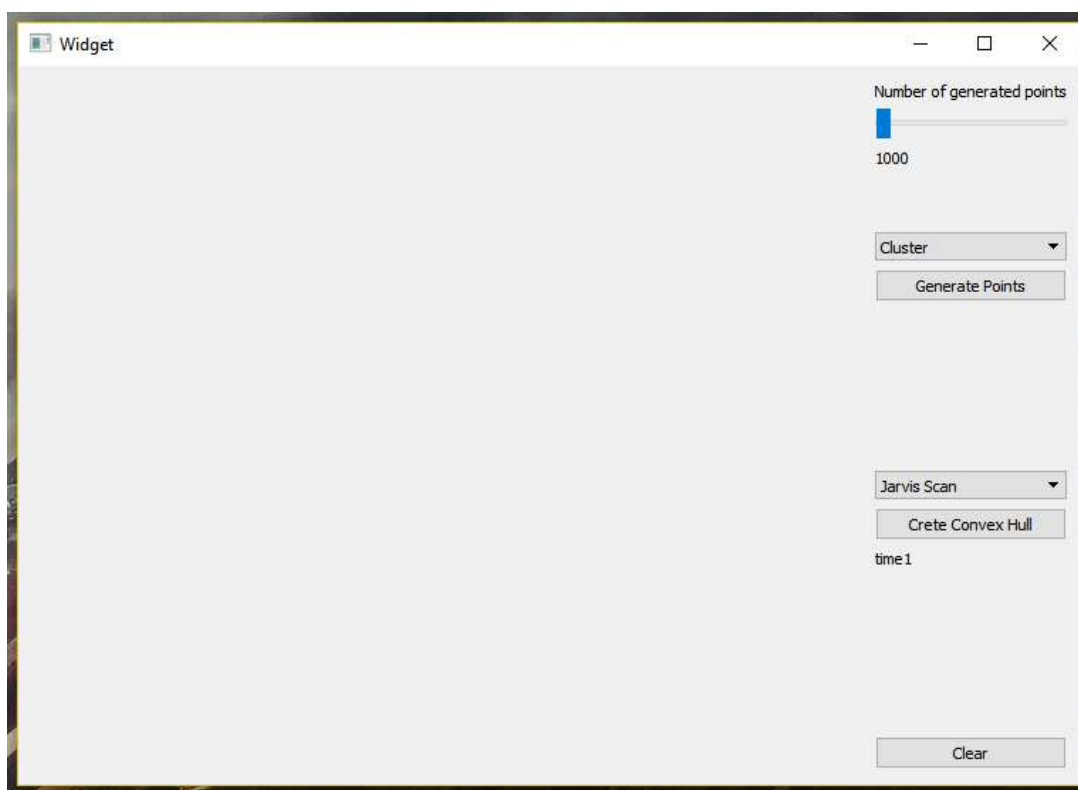 Widget
Number of generated points
1000
Cluster
Generate Points
Jarvis Scan
Crete Convex Hull
time1
Clear